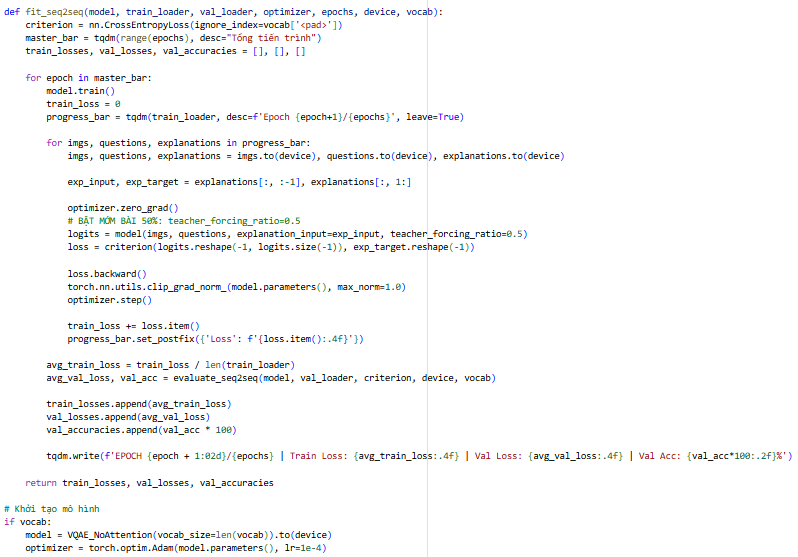 def fit_seq2seq(model, train_loader, val_loader, optimizer, epochs, device, vocab):
    criterion = nn.CrossEntropyLoss(ignore_index=vocab['<pad>'])
    master_bar = tqdm(range(epochs), desc="Tổng tiến trình")
    train_losses, val_losses, val_accuracies = [], [], []

    for epoch in master_bar:
        model.train()
        train_loss = 0
        progress_bar = tqdm(train_loader, desc=f'Epoch {epoch+1}/{epochs}', leave=True)

        for imgs, questions, explanations in progress_bar:
            imgs, questions, explanations = imgs.to(device), questions.to(device), explanations.to(device)

            exp_input, exp_target = explanations[:, :-1], explanations[:, 1:]

            optimizer.zero_grad()
            # BẬT MỚM BÀI 50%: teacher_forcing_ratio=0.5
            logits = model(imgs, questions, explanation_input=exp_input, teacher_forcing_ratio=0.5)
            loss = criterion(logits.reshape(-1, logits.size(-1)), exp_target.reshape(-1))

            loss.backward()
            torch.nn.utils.clip_grad_norm_(model.parameters(), max_norm=1.0)
            optimizer.step()

            train_loss += loss.item()
            progress_bar.set_postfix({'Loss': f'{loss.item():.4f}'})

        avg_train_loss = train_loss / len(train_loader)
        avg_val_loss, val_acc = evaluate_seq2seq(model, val_loader, criterion, device, vocab)

        train_losses.append(avg_train_loss)
        val_losses.append(avg_val_loss)
        val_accuracies.append(val_acc * 100)

        tqdm.write(f'EPOCH {epoch + 1:02d}/{epochs} | Train Loss: {avg_train_loss:.4f} | Val Loss: {avg_val_loss:.4f} | Val Acc: {val_acc*100:.2f}%')

    return train_losses, val_losses, val_accuracies

# Khởi tạo mô hình
if vocab:
    model = VQAE_NoAttention(vocab_size=len(vocab)).to(device)
    optimizer = torch.optim.Adam(model.parameters(), lr=1e-4)